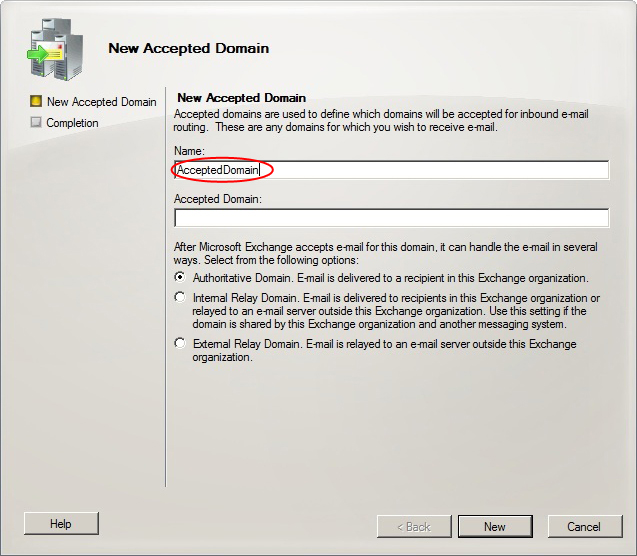 New Accepted Domain
New Accepted Domain
Completion
New Accepted Domain
Accepted domains are used to define which domains will be accepted for inbound e-mail
routing.  These are any domains for which you wish to receive e-mail.
Name:
AcceptedDomain
Accepted Domain:
After Microsoft Exchange accepts e-mail for this domain, it can handle the e-mail in several
ways. Select from the following options:
Authoritative Domain. E-mail is delivered to a recipient in this Exchange organization.
Internal Relay Domain. E-mail is delivered to recipients in this Exchange organization or
relayed to an e-mail server outside this Exchange organization. Use this setting if the
domain is shared by this Exchange organization and another messaging system.
External Relay Domain. E-mail is relayed to an e-mail server outside this Exchange
organization.
Help
< Back
New
Cancel